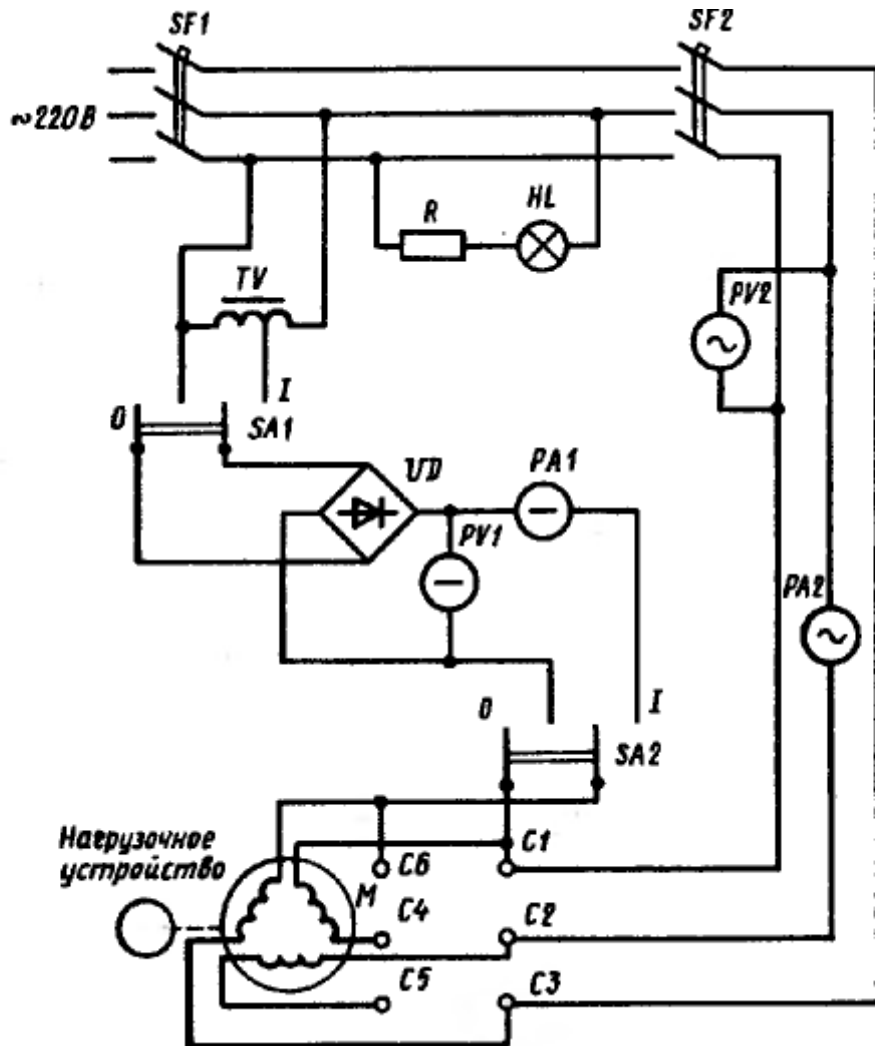 SF1
SF2
~220В
R
HL
TV
PV2
I
0
SA1
UD
PA1
PV1
PA2
0
I
SA2
Нагрузочное
устройство
M
C6
C1
C4
C2
C5
C3